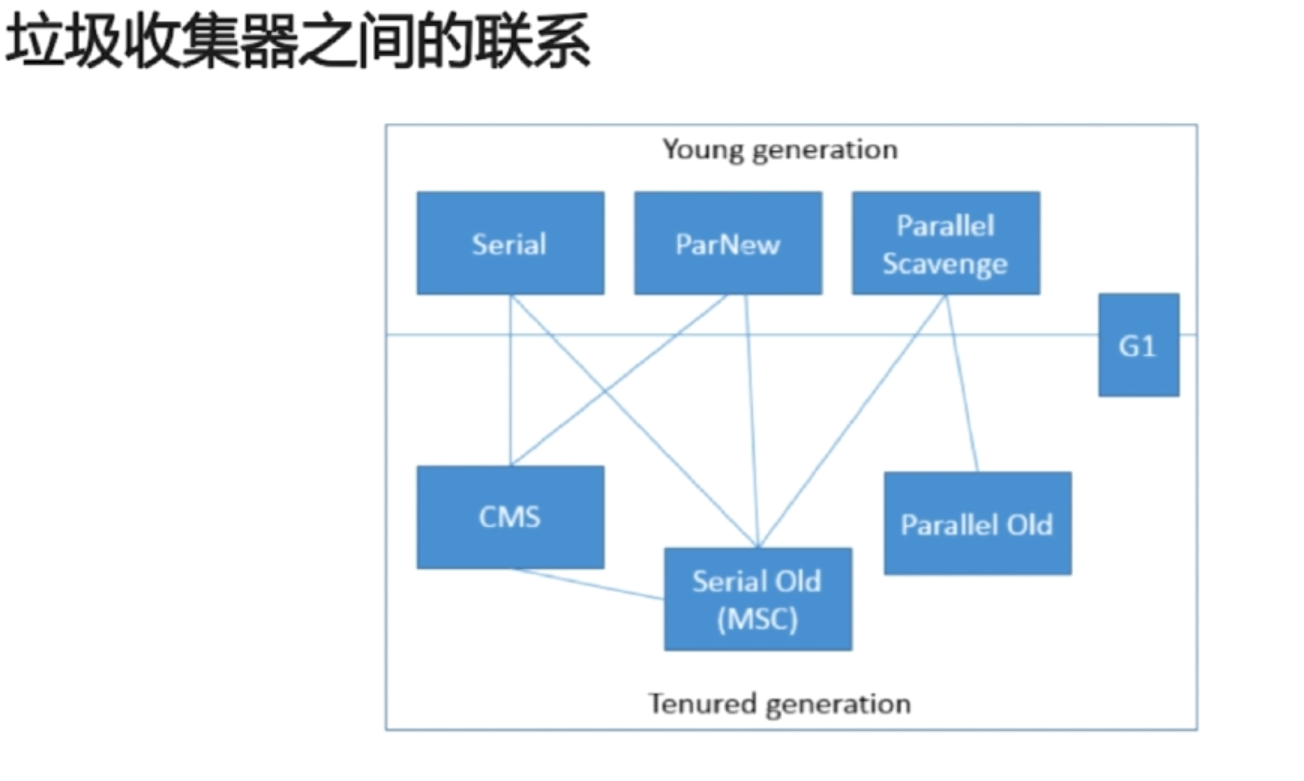 垃圾收集器之间的联系
Young generation
Serial
ParNew
Parallel
Scavenge
G1
CMS
Parallel Old
Serial Old
(MSC)
Tenured generation